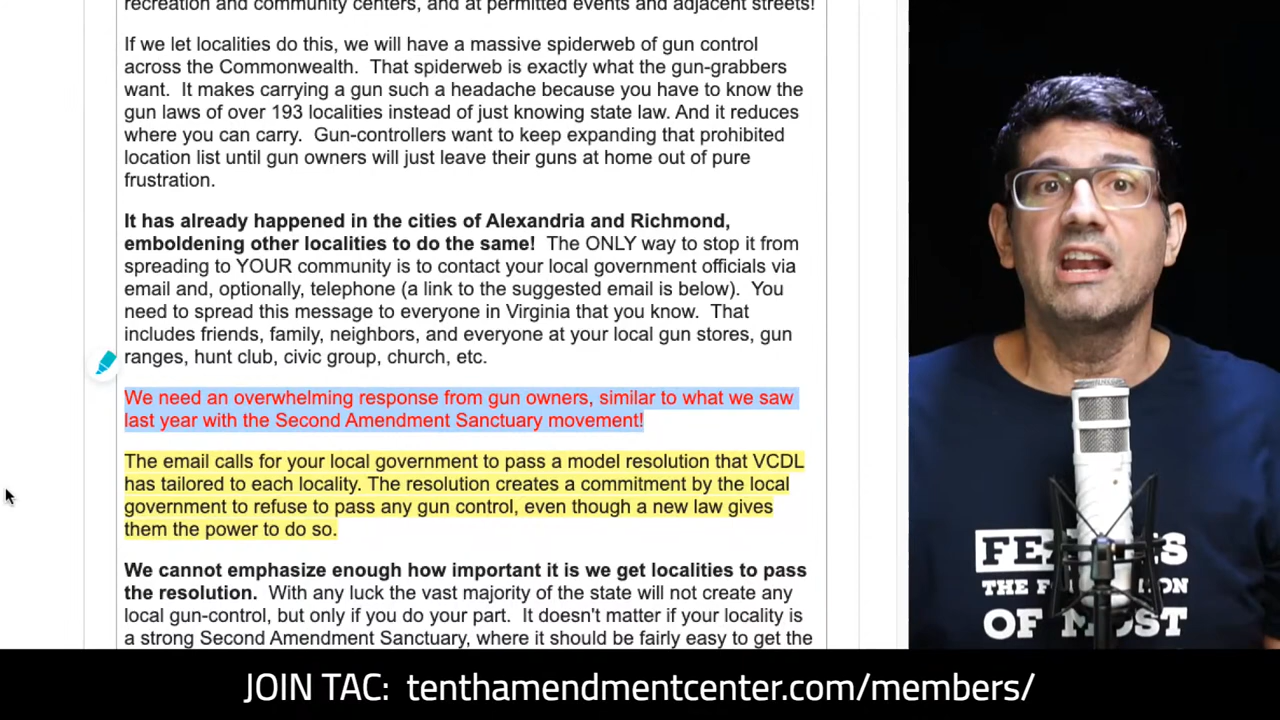 recreation and community centers, and at permitted events and adjacent streets!
If we let localities do this, we will have a massive spiderweb of gun control
across the Commonwealth.  That spiderweb is exactly what the gun-grabbers
want.  It makes carrying a gun such a headache because you have to know the
gun laws of over 193 localities instead of just knowing state law. And it reduces
where you can carry.  Gun-controllers want to keep expanding that prohibited
location list until gun owners will just leave their guns at home out of pure
frustration.
It has already happened in the cities of Alexandria and Richmond,
emboldening other localities to do the same!  The ONLY way to stop it from
spreading to YOUR community is to contact your local government officials via
email and, optionally, telephone (a link to the suggested email is below).  You
need to spread this message to everyone in Virginia that you know.  That
includes friends, family, neighbors, and everyone at your local gun stores, gun
ranges, hunt club, civic group, church, etc.
We need an overwhelming response from gun owners, similar to what we saw
last year with the Second Amendment Sanctuary movement!
The email calls for your local government to pass a model resolution that VCDL
has tailored to each locality. The resolution creates a commitment by the local
government to refuse to pass any gun control, even though a new law gives
them the power to do so.
We cannot emphasize enough how important it is we get localities to pass
the resolution.  With any luck the vast majority of the state will not create any
local gun-control, but only if you do your part.  It doesn't matter if your locality is
a strong Second Amendment Sanctuary, where it should be fairly easy to get the
THE
OF MOST
JOIN TAC:  tenthamendmentcenter.com/members/